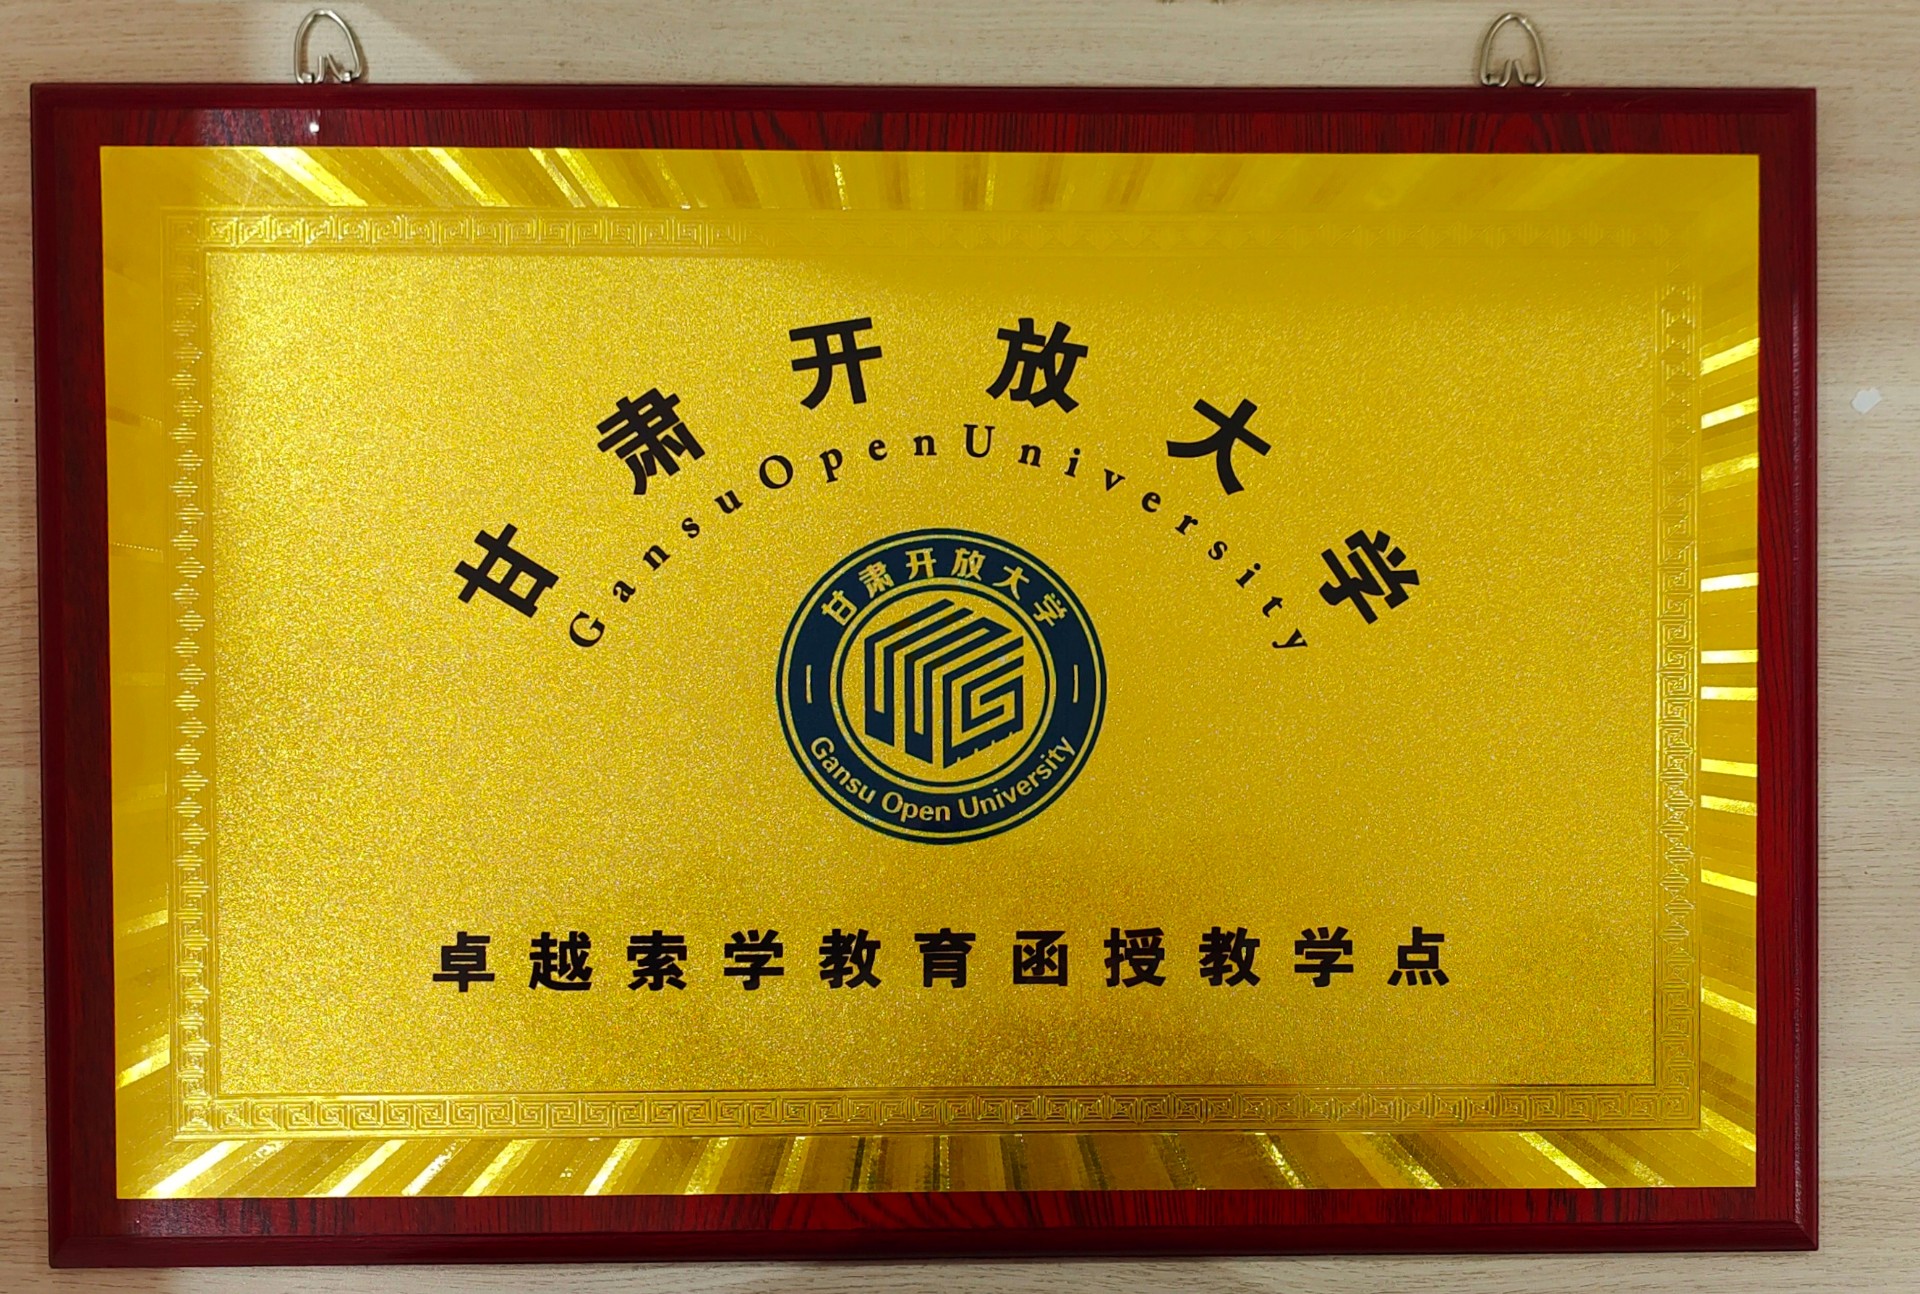 甘肃开放大学
GansuOpenUniversity
甘肃开放大学
Gansu Open University
卓越索学教育函授教学点